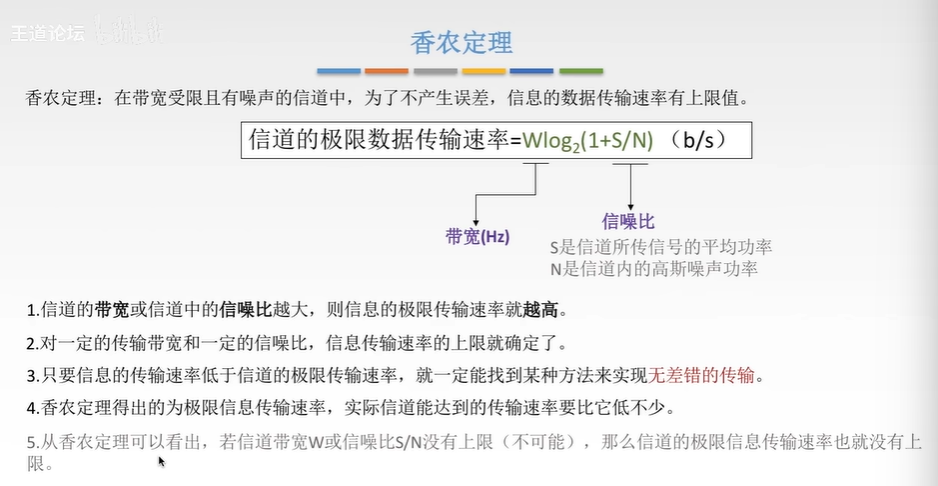 王道论坛
香农定理
香农定理：在带宽受限且有噪声的信道中，为了不产生误差，信息的数据传输速率有上限值。
信道的极限数据传输速率=Wlog₂(1+S/N)（b/s）
带宽(Hz)
信噪比
S是信道所传信号的平均功率
N是信道内的高斯噪声功率
1.信道的带宽或信道中的信噪比越大，则信息的极限传输速率就越高。
2.对一定的传输带宽和一定的信噪比，信息传输速率的上限就确定了。
3.只要信息的传输速率低于信道的极限传输速率，就一定能找到某种方法来实现无差错的传输。
4.香农定理得出的为极限信息传输速率，实际信道能达到的传输速率要比它低不少。
5.从香农定理可以看出，若信道带宽W或信噪比S/N没有上限（不可能），那么信道的极限信息传输速率也就没有上
限。